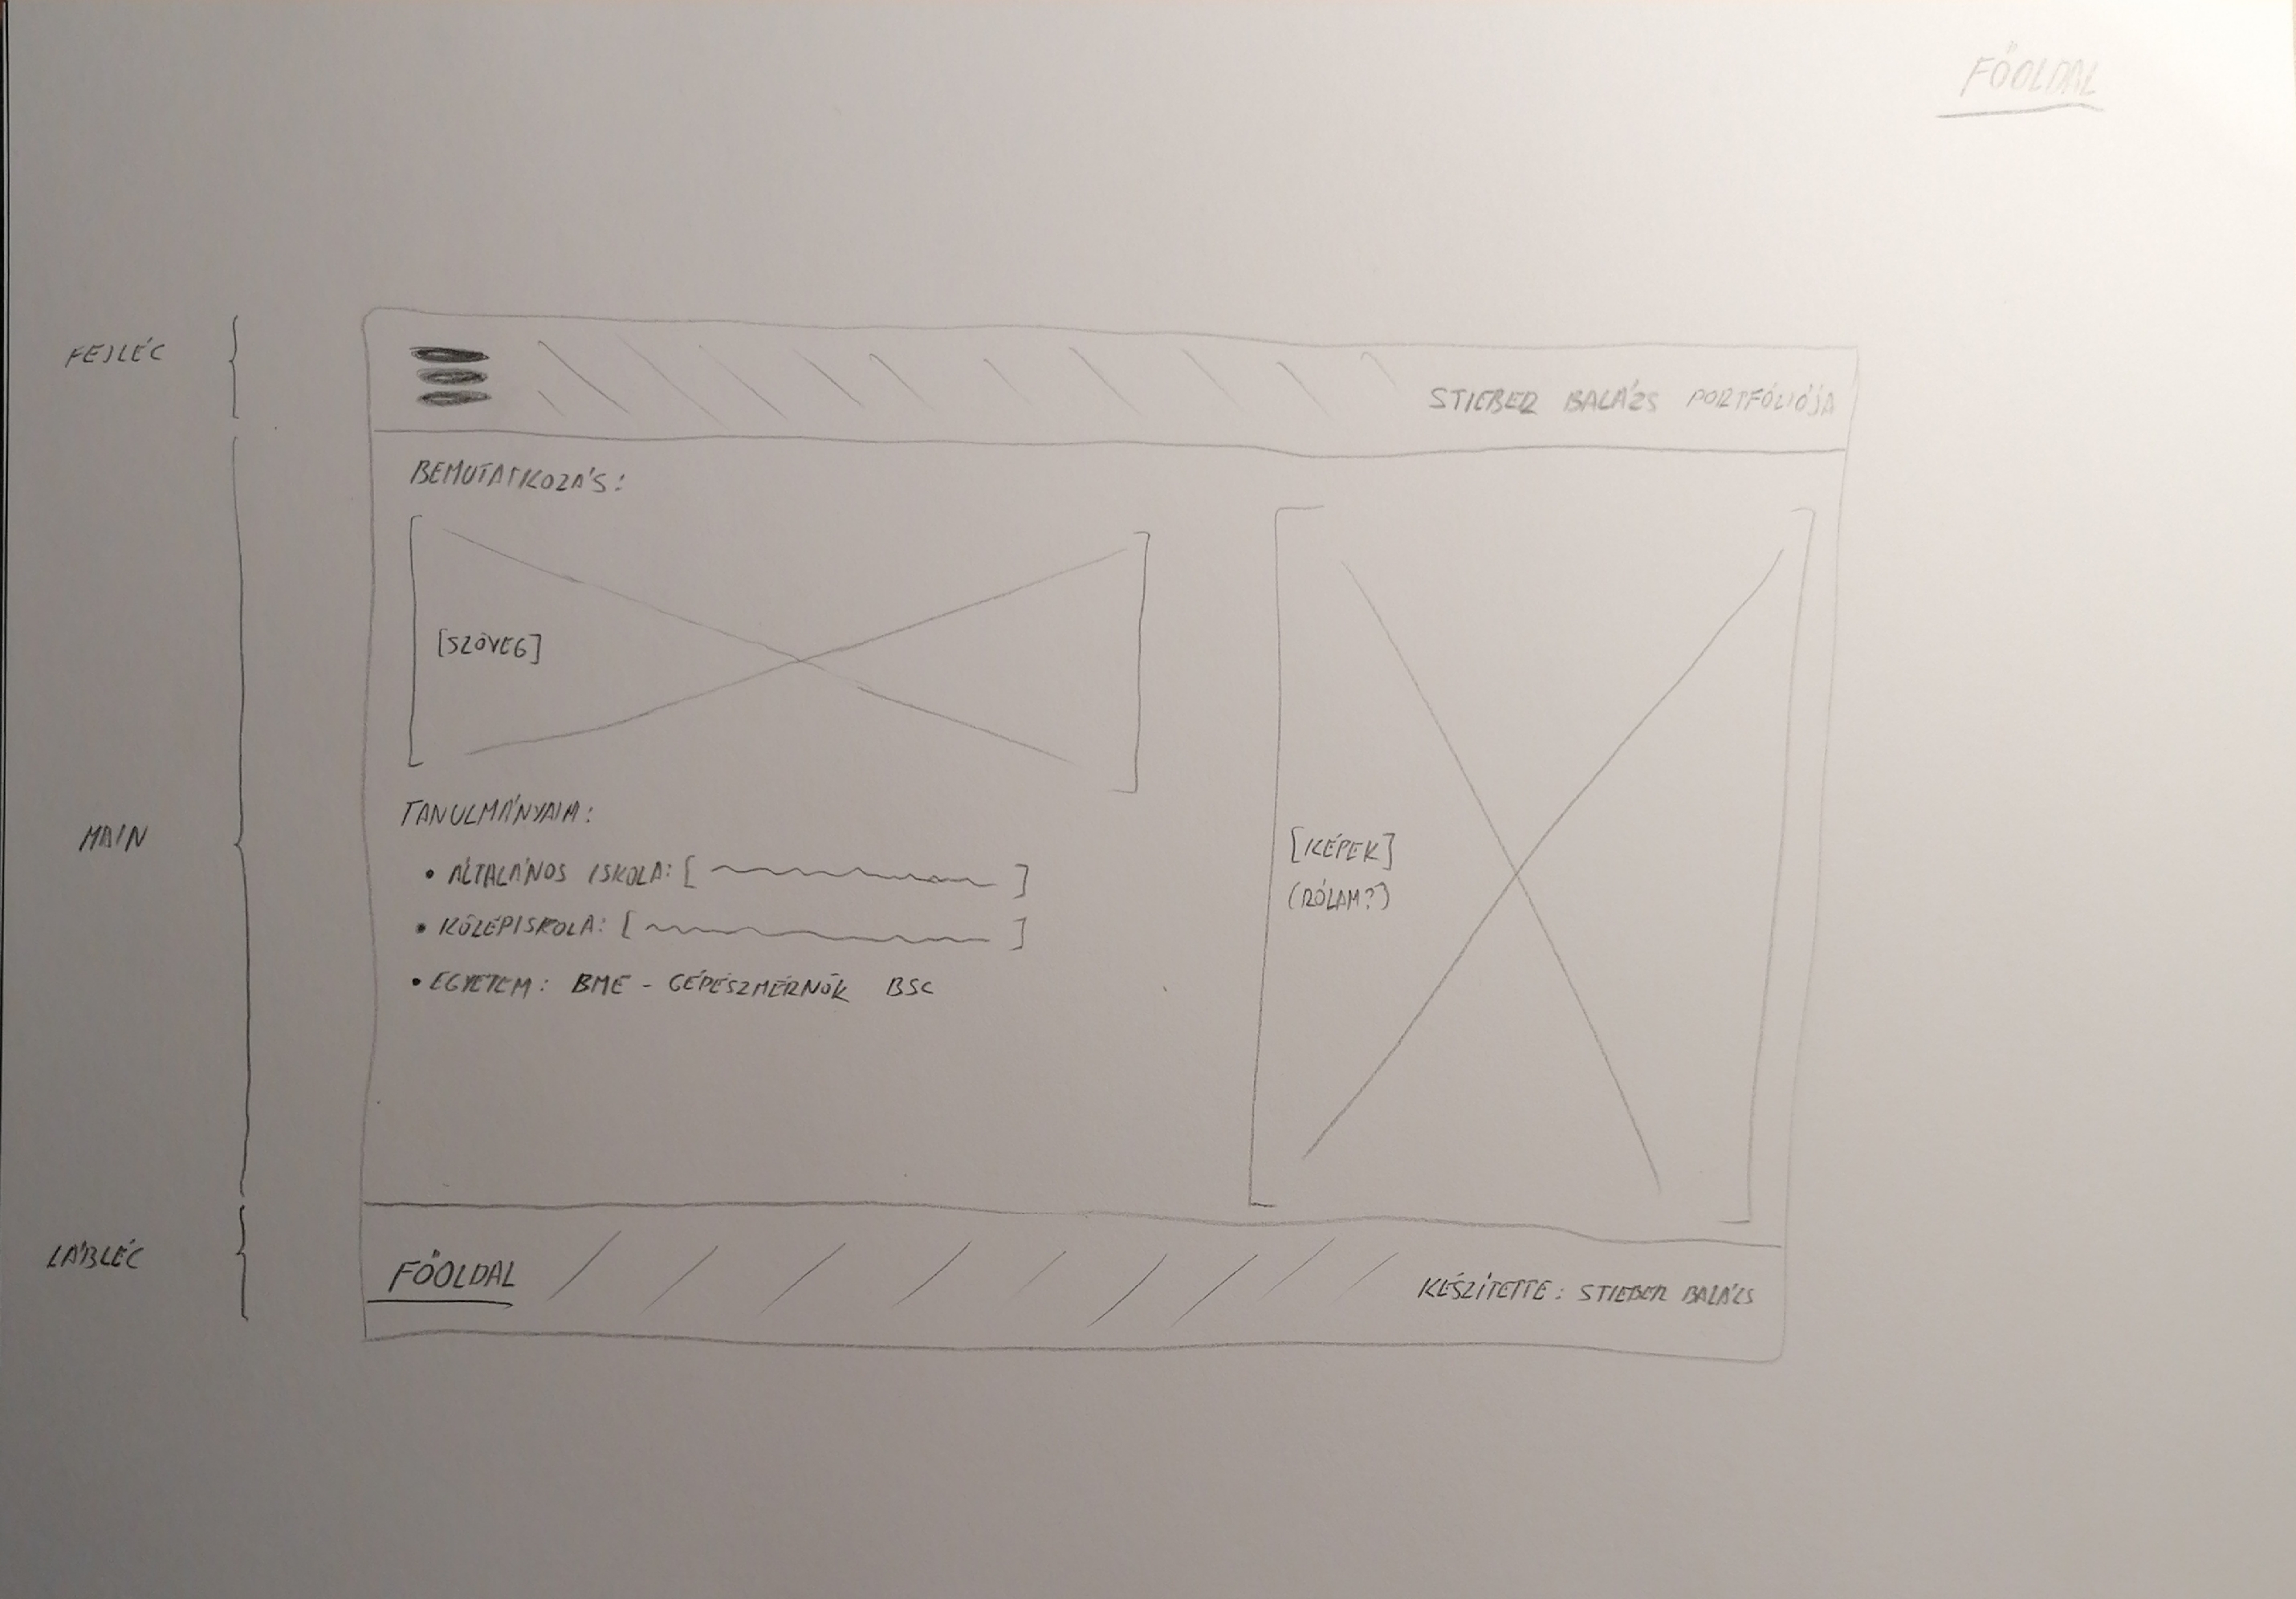 FŐOLDAL
FEJLÉC
STIEBER BALÁZS PORTFÓLIÓJA
BEMUTATKOZÁS:
[SZÖVEG]
TANULMÁNYAIM:
MAIN
• ÁLTALÁNOS ISKOLA: [ ]
• KÖZÉPISKOLA: [ ]
• EGYETEM: BME - GÉPÉSZMÉRNÖK BSC
[KÉPEK]
(RÓLAM?)
LÁBLÉC
FŐOLDAL
KÉSZÍTETTE: STIEBER BALÁZS